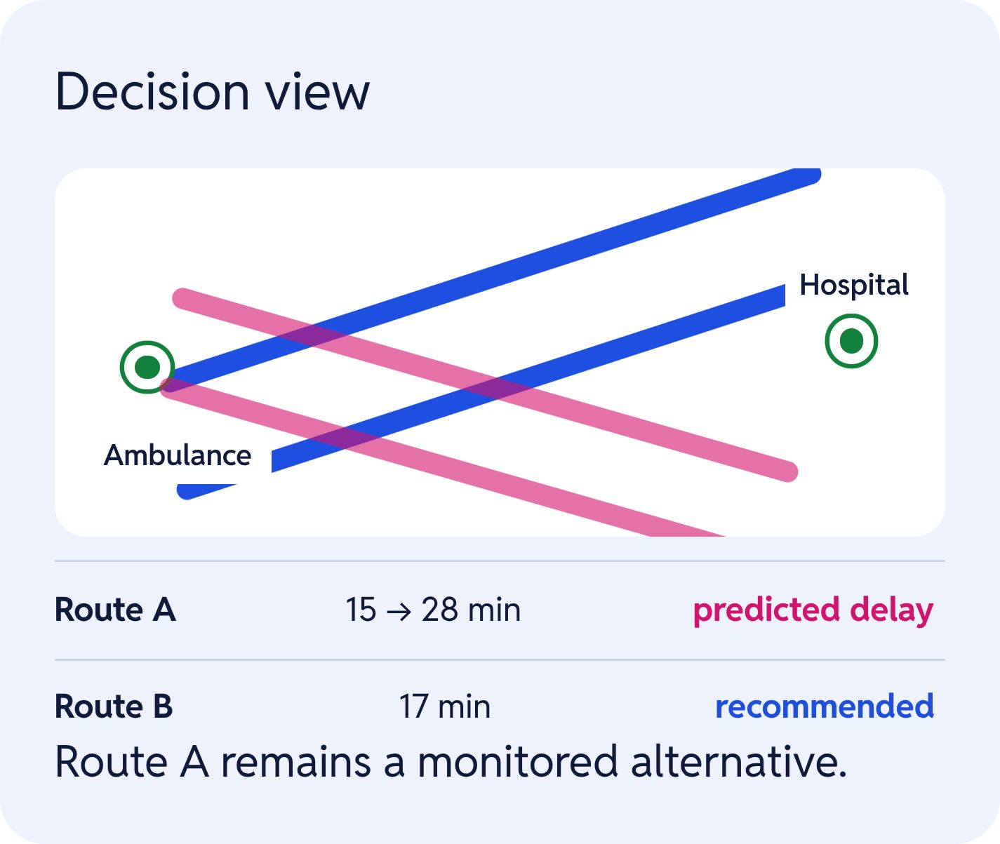 Decision view
Hospital
Ambulance
Route A 15 → 28 min predicted delay
Route B 17 min recommended
Route A remains a monitored alternative.